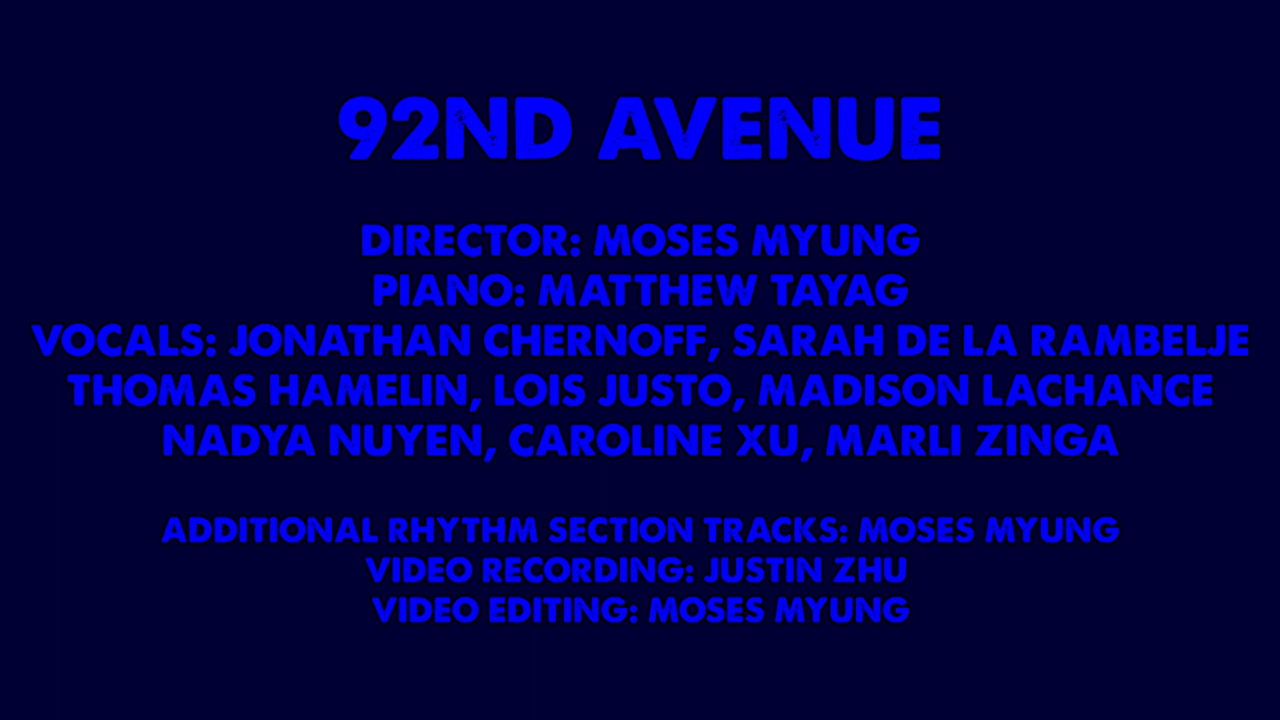 92ND AVENUE
DIRECTOR: MOSES MYUNG
PIANO: MATTHEW TAYAG
VOCALS: JONATHAN CHERNOFF, SARAH DE LA RAMBELJE
THOMAS HAMELIN, LOIS JUSTO, MADISON LACHANCE
NADYA NUYEN, CAROLINE XU, MARLI ZINGA
ADDITIONAL RHYTHM SECTION TRACKS: MOSES MYUNG
VIDEO RECORDING: JUSTIN ZHU
VIDEO EDITING: MOSES MYUNG